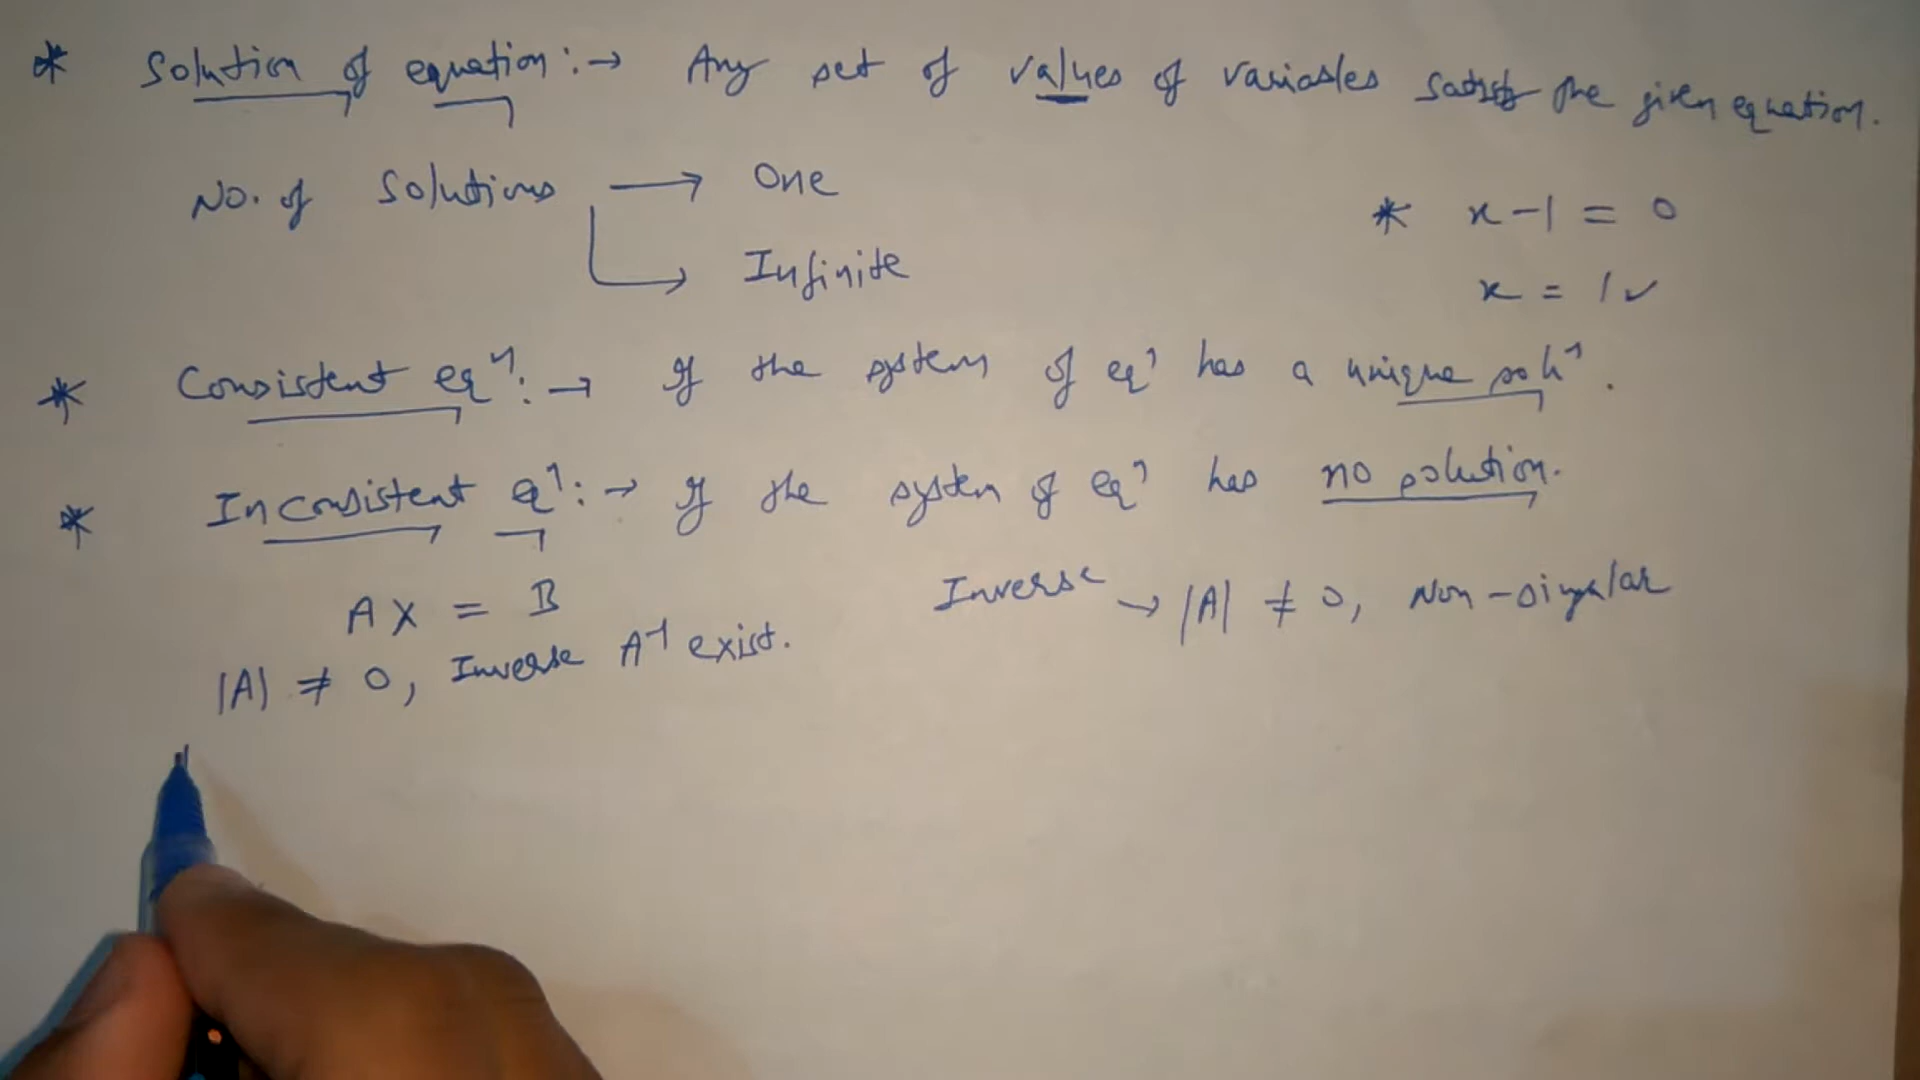 * Solution of equation :→ Any set of values of variables satisfy the given equation.
No. of Solutions → One
→ Infinite
* x - 1 = 0
x = 1 ✓
* Consistent eqⁿ: → If the system of eqⁿ has a unique solⁿ.
* Inconsistent eqⁿ: → If the system of eqⁿ has no solution.
AX = B
Inverse → |A| ≠ 0, Non-singular
|A| ≠ 0, Inverse A⁻¹ exist.